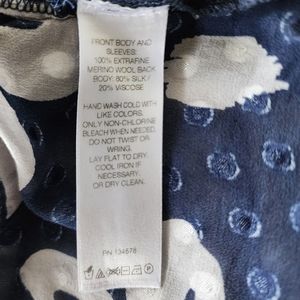 FRONT BODY AND
SLEEVES:
100% EXTRAFINE
MERINO WOOL BACK
BODY: 80% SILK /
20% VISCOSE
HAND WASH COLD WITH
LIKE COLORS.
ONLY NON-CHLORINE
BLEACH WHEN NEEDED.
DO NOT TWIST OR
WRING.
LAY FLAT TO DRY.
COOL IRON IF
NECESSARY
OR DRY CLEAN.
RN 134678